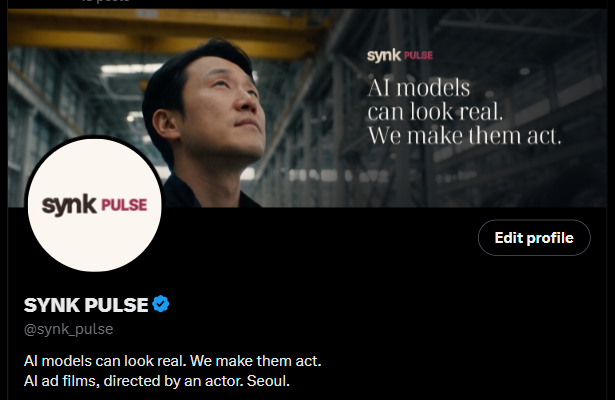 synk PULSE
AI models
can look real.
We make them act.
synk PULSE
Edit profile
SYNK PULSE
@synk_pulse
AI models can look real. We make them act.
AI ad films, directed by an actor. Seoul.